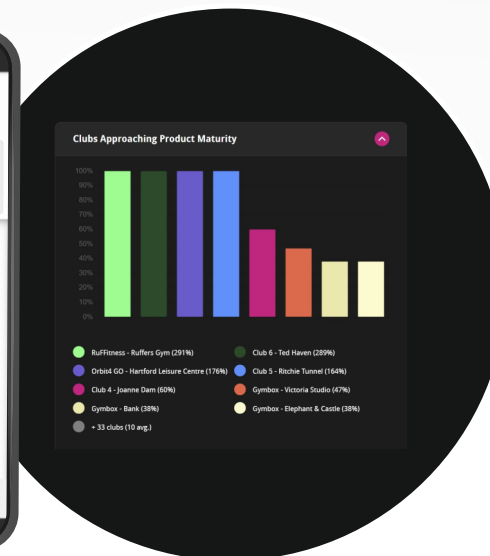 Clubs Approaching Product Maturity
100%
90%
80%
70%
60%
50%
40%
30%
20%
10%
0%
RuFFitness - Ruffers Gym (291%)
Club 6 - Ted Haven (289%)
Orbit4 GO - Hartford Leisure Centre (176%)
Club 5 - Ritchie Tunnel (164%)
Club 4 - Joanne Dam (60%)
Gymbox - Victoria Studio (47%)
Gymbox - Bank (38%)
Gymbox - Elephant & Castle (38%)
+ 33 clubs (10 avg.)